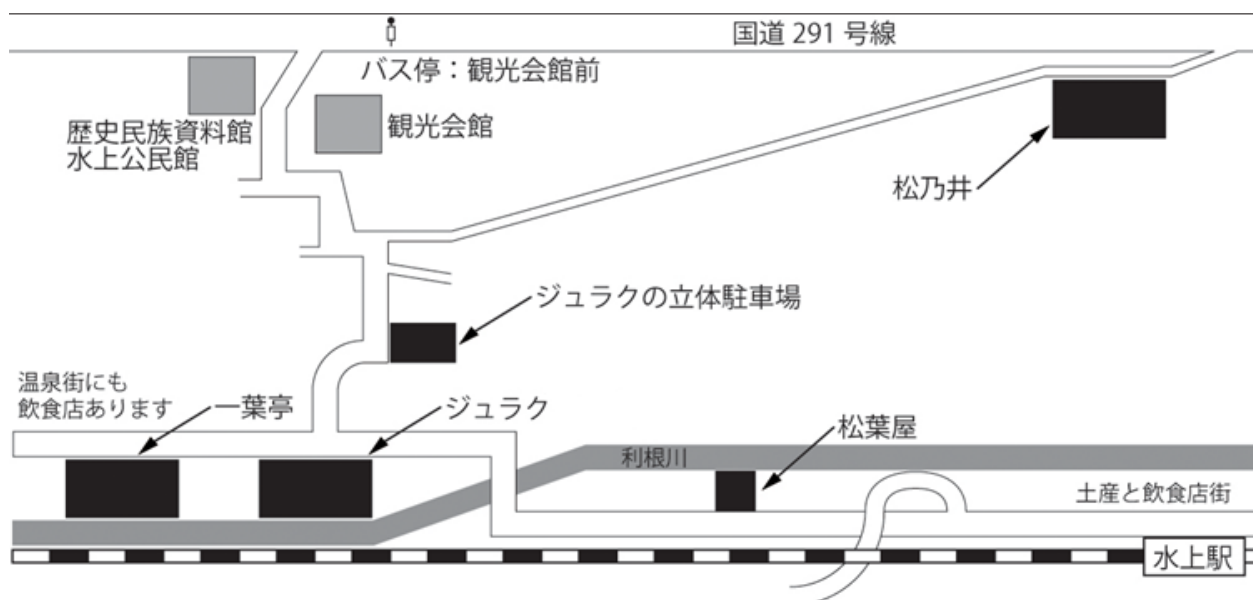 国道 291 号線
バス停：観光会館前
歴史民族資料館
水上公民館
観光会館
松乃井
ジュラクの立体駐車場
温泉街にも
飲食店あります
一葉亭
ジュラク
松葉屋
利根川
土産と飲食店街
水上駅